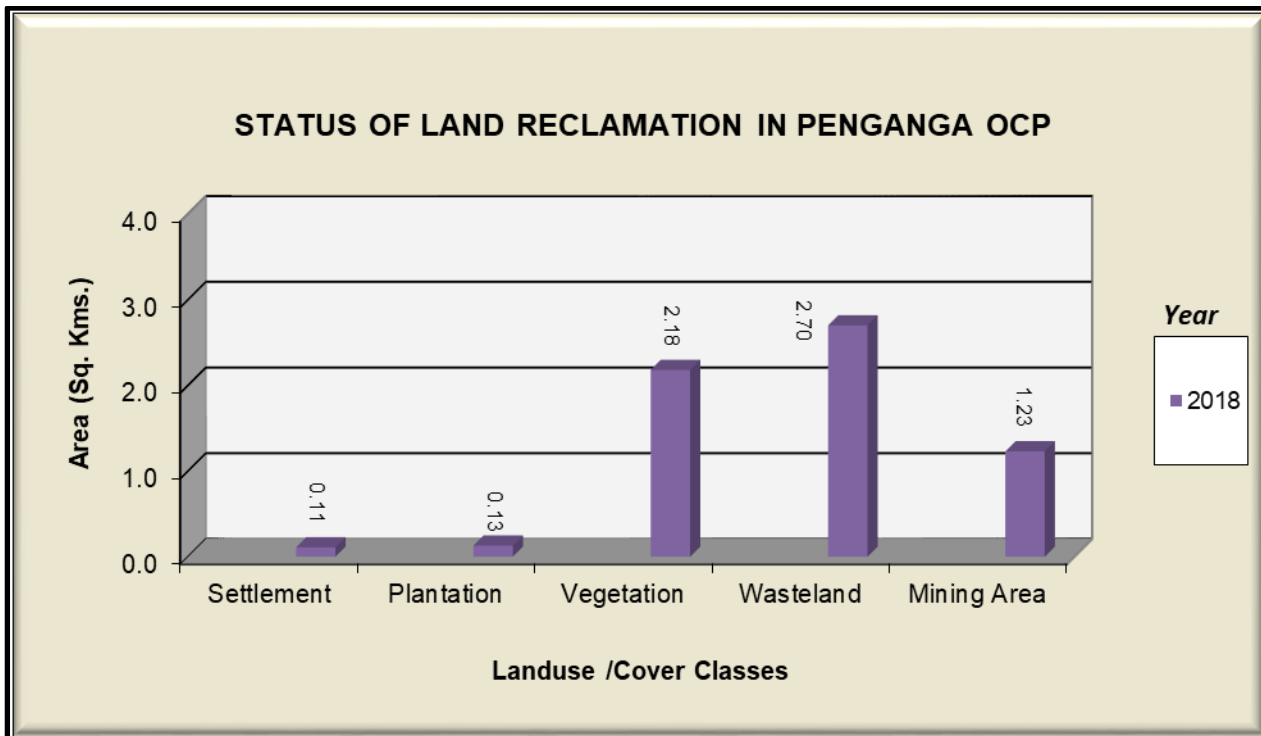 STATUS OF LAND RECLAMATION IN PENGANGA OCP
Area (Sq. Kms.)
4.0
3.0
2.0
1.0
0.0
0.11
0.13
2.18
2.70
1.23
Settlement
Plantation
Vegetation
Wasteland
Mining Area
Landuse /Cover Classes
Year
2018